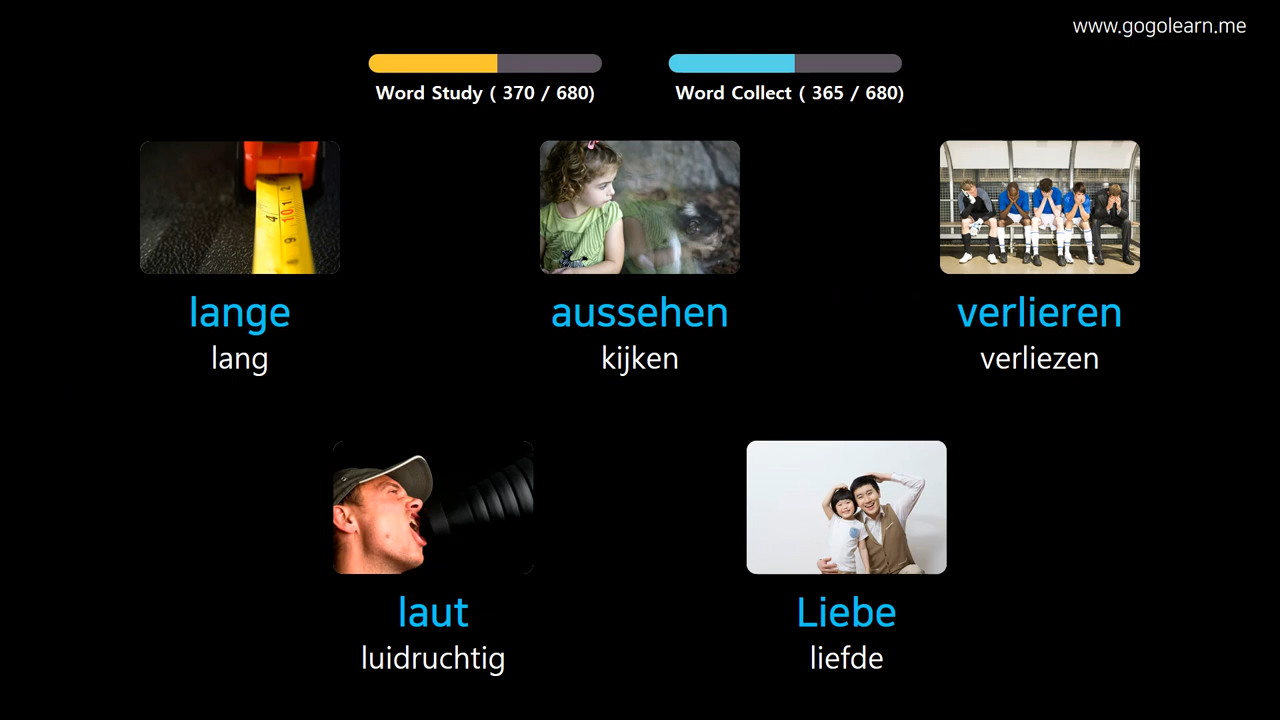 www.gogolearn.me
Word Study ( 370 / 680)
Word Collect ( 365 / 680)
lange
lang
aussehen
kijken
verlieren
verliezen
laut
luidruchtig
Liebe
liefde